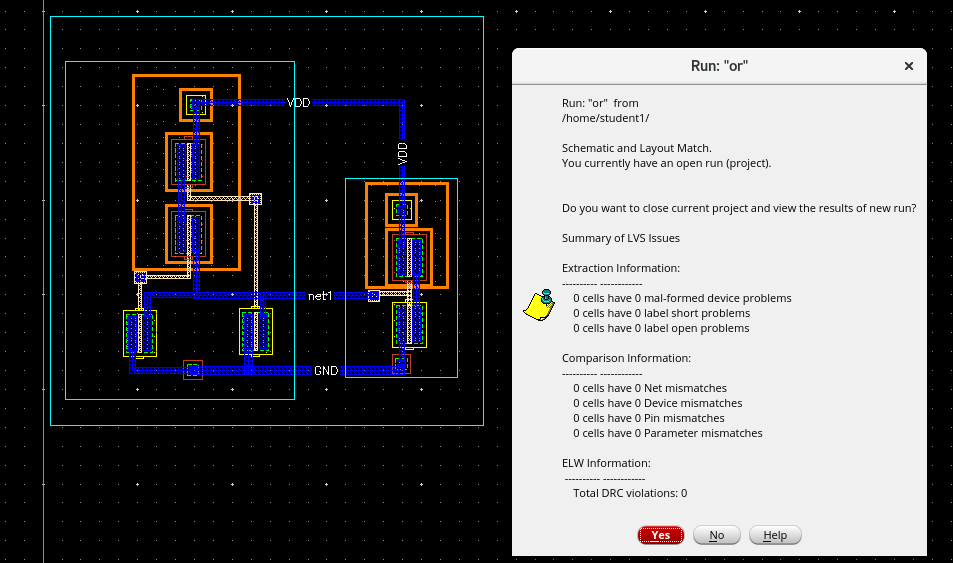 VDD
VDD
net1
GND
Run: "or"
×
Run: "or"  from
/home/student1/
Schematic and Layout Match.
You currently have an open run (project).
Do you want to close current project and view the results of new run?
Summary of LVS Issues
Extraction Information:
---------- ------------
0 cells have 0 mal-formed device problems
0 cells have 0 label short problems
0 cells have 0 label open problems
Comparison Information:
---------- ------------
0 cells have 0 Net mismatches
0 cells have 0 Device mismatches
0 cells have 0 Pin mismatches
0 cells have 0 Parameter mismatches
ELW Information:
---------- ------------
Total DRC violations: 0
Yes No Help